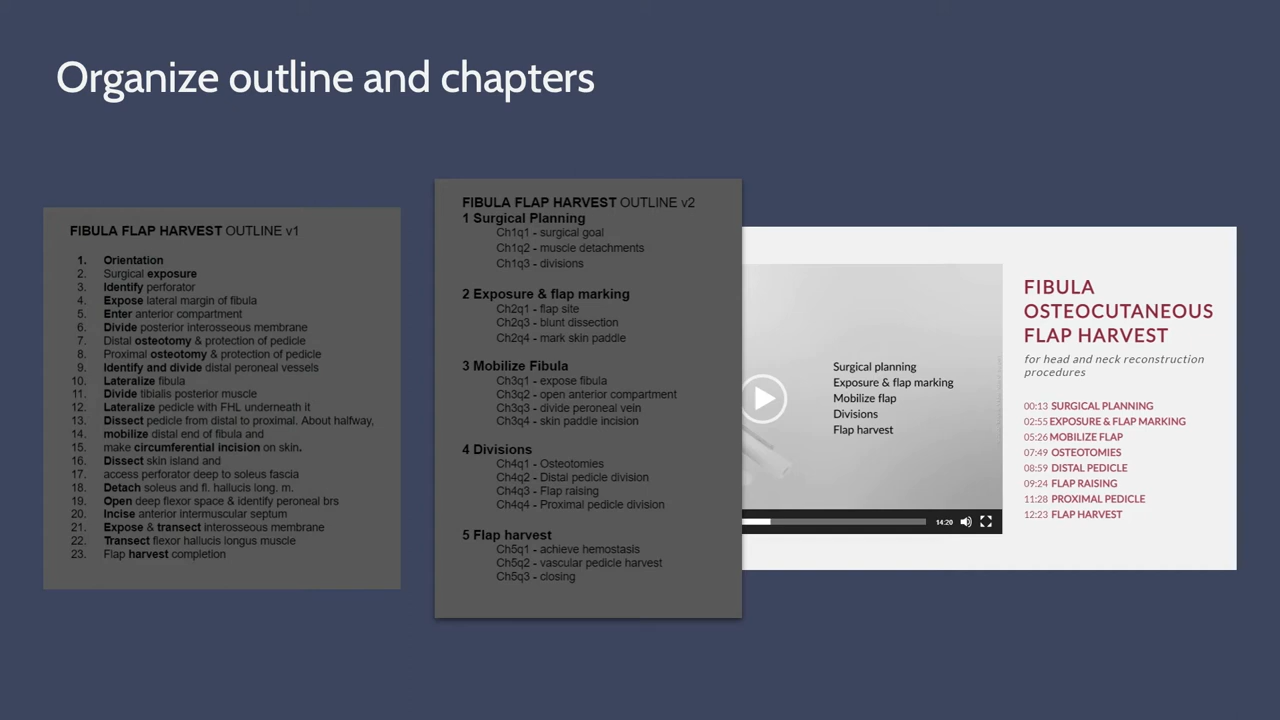 Organize outline and chapters
FIBULA FLAP HARVEST OUTLINE v1
1. Orientation
2. Surgical exposure
3. Identify perforator
4. Expose lateral margin of fibula
5. Enter anterior compartment
6. Divide posterior interosseous membrane
7. Distal osteotomy & protection of pedicle
8. Proximal osteotomy & protection of pedicle
9. Identify and divide distal peroneal vessels
10. Lateralize fibula
11. Divide tibialis posterior muscle
12. Lateralize pedicle with FHL underneath it
13. Dissect pedicle from distal to proximal. About halfway,
14. mobilize distal end of fibula and
15. make circumferential incision on skin.
16. Dissect skin island and
17. access perforator deep to soleus fascia
18. Detach soleus and fl. hallucis long. m.
19. Open deep flexor space & identify peroneal brs
20. Incise anterior intermuscular septum
21. Expose & transect interosseous membrane
22. Transect flexor hallucis longus muscle
23. Flap harvest completion
FIBULA FLAP HARVEST OUTLINE v2
1 Surgical Planning
Ch1q1 - surgical goal
Ch1q2 - muscle detachments
Ch1q3 - divisions
2 Exposure & flap marking
Ch2q1 - flap site
Ch2q3 - blunt dissection
Ch2q4 - mark skin paddle
3 Mobilize Fibula
Ch3q1 - expose fibula
Ch3q2 - open anterior compartment
Ch3q3 - divide peroneal vein
Ch3q4 - skin paddle incision
4 Divisions
Ch4q1 - Osteotomies
Ch4q2 - Distal pedicle division
Ch4q3 - Flap raising
Ch4q4 - Proximal pedicle division
5 Flap harvest
Ch5q1 - achieve hemostasis
Ch5q2 - vascular pedicle harvest
Ch5q3 - closing
Surgical planning
Exposure & flap marking
Mobilize flap
Divisions
Flap harvest
14:20
FIBULA
OSTEOCUTANEOUS
FLAP HARVEST
for head and neck reconstruction
procedures
00:13 SURGICAL PLANNING
02:55 EXPOSURE & FLAP MARKING
05:26 MOBILIZE FLAP
07:49 OSTEOTOMIES
08:59 DISTAL PEDICLE
09:24 FLAP RAISING
11:28 PROXIMAL PEDICLE
12:23 FLAP HARVEST